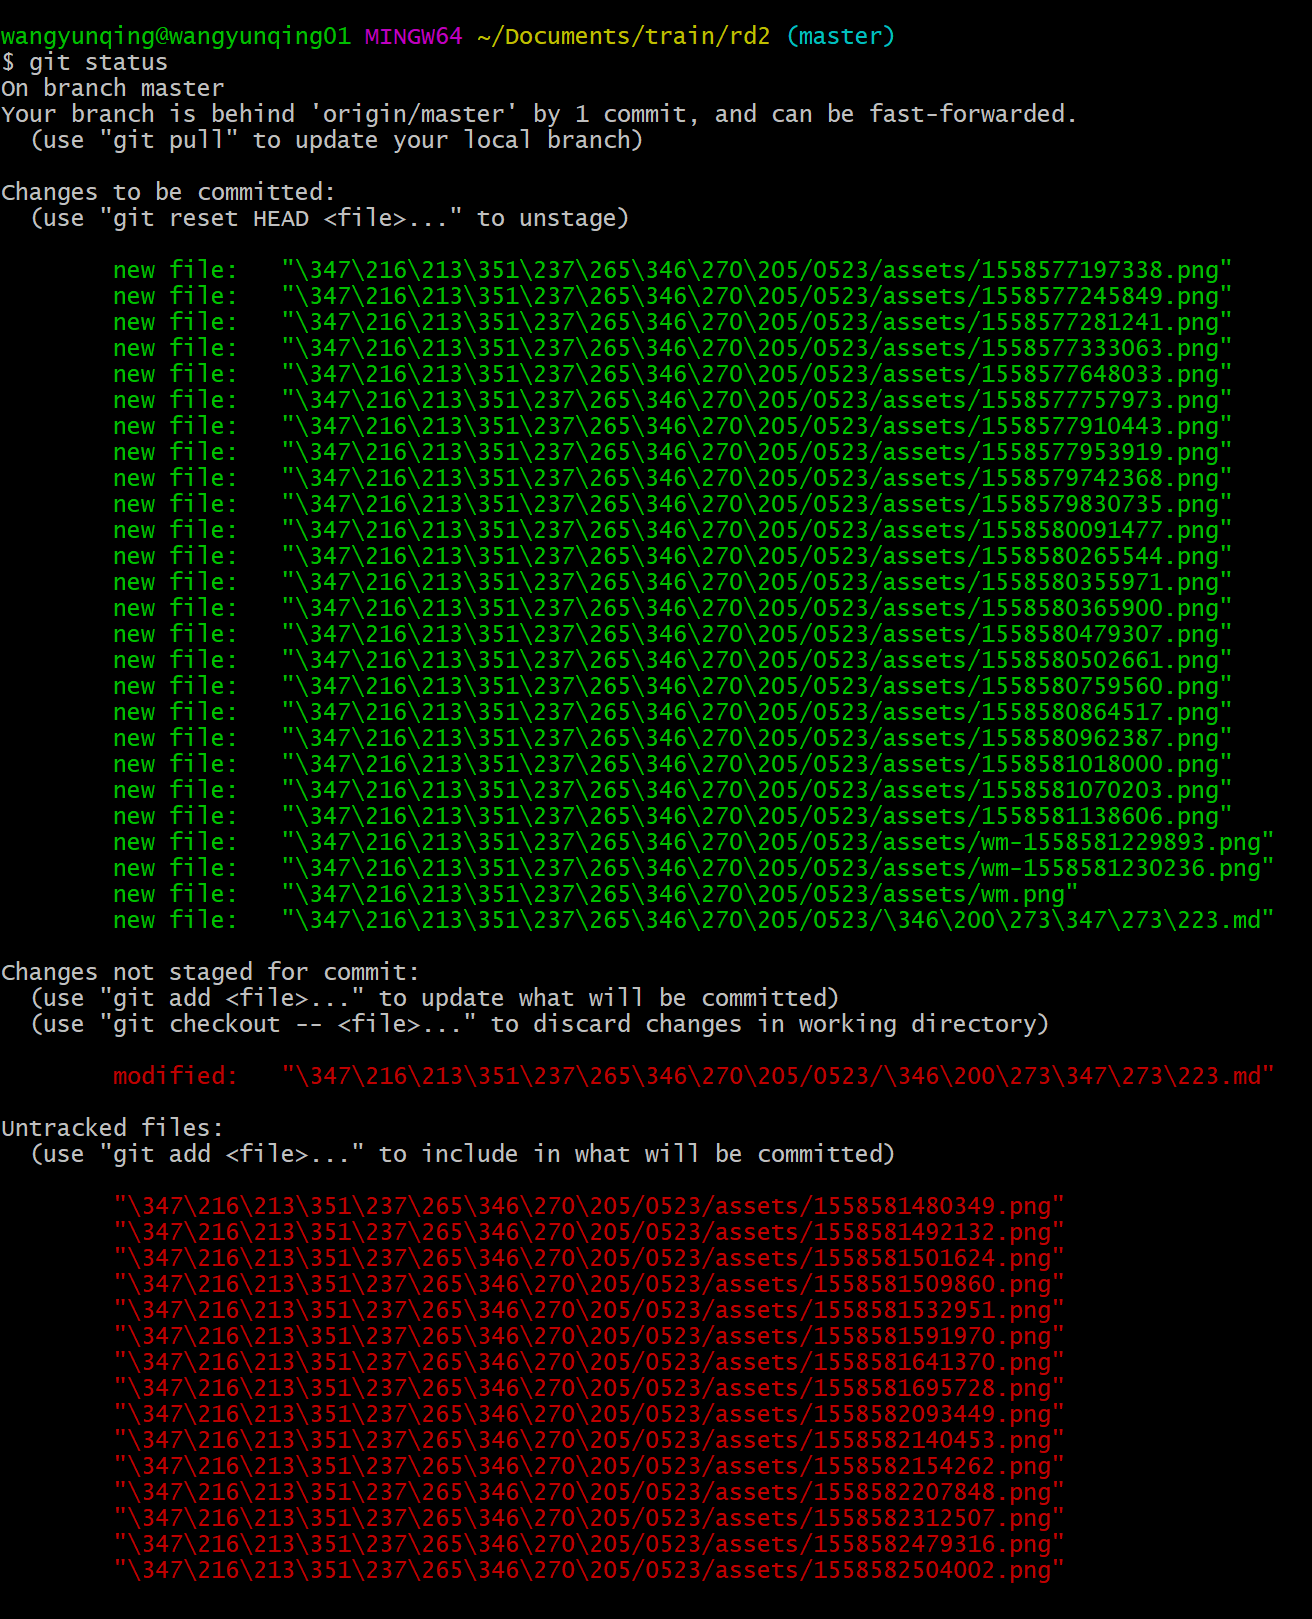 wangyunqing@wangyunqing01 MINGW64 ~/Documents/train/rd2 (master)
$ git status
On branch master
Your branch is behind 'origin/master' by 1 commit, and can be fast-forwarded.
  (use "git pull" to update your local branch)

Changes to be committed:
  (use "git reset HEAD <file>..." to unstage)

        new file:   "\347\216\213\351\237\265\346\270\205/0523/assets/1558577197338.png"
        new file:   "\347\216\213\351\237\265\346\270\205/0523/assets/1558577245849.png"
        new file:   "\347\216\213\351\237\265\346\270\205/0523/assets/1558577281241.png"
        new file:   "\347\216\213\351\237\265\346\270\205/0523/assets/1558577333063.png"
        new file:   "\347\216\213\351\237\265\346\270\205/0523/assets/1558577648033.png"
        new file:   "\347\216\213\351\237\265\346\270\205/0523/assets/1558577757973.png"
        new file:   "\347\216\213\351\237\265\346\270\205/0523/assets/1558577910443.png"
        new file:   "\347\216\213\351\237\265\346\270\205/0523/assets/1558577953919.png"
        new file:   "\347\216\213\351\237\265\346\270\205/0523/assets/1558579742368.png"
        new file:   "\347\216\213\351\237\265\346\270\205/0523/assets/1558579830735.png"
        new file:   "\347\216\213\351\237\265\346\270\205/0523/assets/1558580091477.png"
        new file:   "\347\216\213\351\237\265\346\270\205/0523/assets/1558580265544.png"
        new file:   "\347\216\213\351\237\265\346\270\205/0523/assets/1558580355971.png"
        new file:   "\347\216\213\351\237\265\346\270\205/0523/assets/1558580365900.png"
        new file:   "\347\216\213\351\237\265\346\270\205/0523/assets/1558580479307.png"
        new file:   "\347\216\213\351\237\265\346\270\205/0523/assets/1558580502661.png"
        new file:   "\347\216\213\351\237\265\346\270\205/0523/assets/1558580759560.png"
        new file:   "\347\216\213\351\237\265\346\270\205/0523/assets/1558580864517.png"
        new file:   "\347\216\213\351\237\265\346\270\205/0523/assets/1558580962387.png"
        new file:   "\347\216\213\351\237\265\346\270\205/0523/assets/1558581018000.png"
        new file:   "\347\216\213\351\237\265\346\270\205/0523/assets/1558581070203.png"
        new file:   "\347\216\213\351\237\265\346\270\205/0523/assets/1558581138606.png"
        new file:   "\347\216\213\351\237\265\346\270\205/0523/assets/wm-1558581229893.png"
        new file:   "\347\216\213\351\237\265\346\270\205/0523/assets/wm-1558581230236.png"
        new file:   "\347\216\213\351\237\265\346\270\205/0523/assets/wm.png"
        new file:   "\347\216\213\351\237\265\346\270\205/0523/\346\200\273\347\273\223.md"

Changes not staged for commit:
  (use "git add <file>..." to update what will be committed)
  (use "git checkout -- <file>..." to discard changes in working directory)

        modified:   "\347\216\213\351\237\265\346\270\205/0523/\346\200\273\347\273\223.md"

Untracked files:
  (use "git add <file>..." to include in what will be committed)

        "\347\216\213\351\237\265\346\270\205/0523/assets/1558581480349.png"
        "\347\216\213\351\237\265\346\270\205/0523/assets/1558581492132.png"
        "\347\216\213\351\237\265\346\270\205/0523/assets/1558581501624.png"
        "\347\216\213\351\237\265\346\270\205/0523/assets/1558581509860.png"
        "\347\216\213\351\237\265\346\270\205/0523/assets/1558581532951.png"
        "\347\216\213\351\237\265\346\270\205/0523/assets/1558581591970.png"
        "\347\216\213\351\237\265\346\270\205/0523/assets/1558581641370.png"
        "\347\216\213\351\237\265\346\270\205/0523/assets/1558581695728.png"
        "\347\216\213\351\237\265\346\270\205/0523/assets/1558582093449.png"
        "\347\216\213\351\237\265\346\270\205/0523/assets/1558582140453.png"
        "\347\216\213\351\237\265\346\270\205/0523/assets/1558582154262.png"
        "\347\216\213\351\237\265\346\270\205/0523/assets/1558582207848.png"
        "\347\216\213\351\237\265\346\270\205/0523/assets/1558582312507.png"
        "\347\216\213\351\237\265\346\270\205/0523/assets/1558582479316.png"
        "\347\216\213\351\237\265\346\270\205/0523/assets/1558582504002.png"